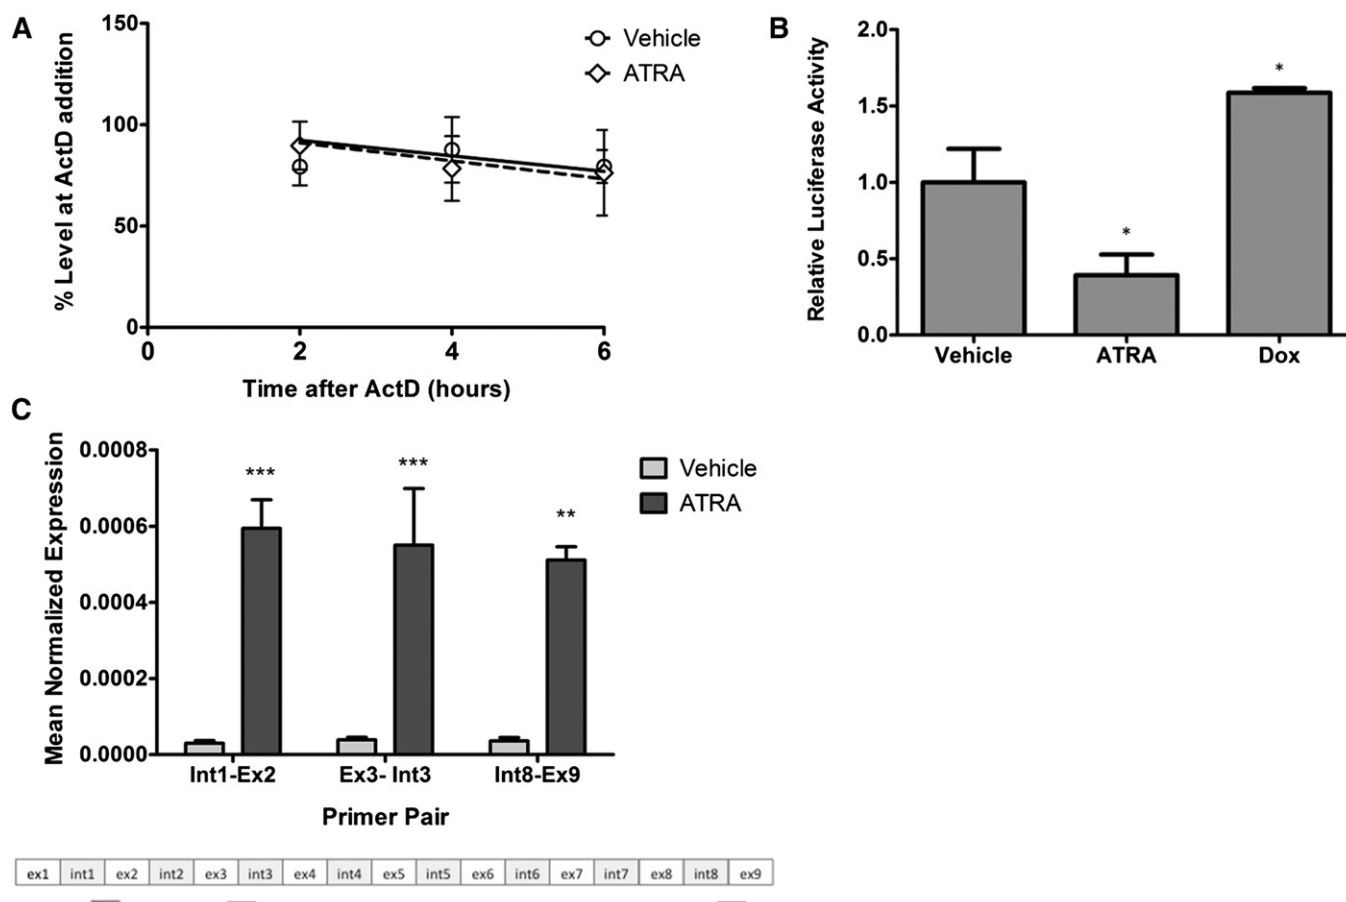 A
% Level at ActD addition
150
100
50
0
0 2 4 6
Time after ActD (hours)
Vehicle
ATRA
B
Relative Luciferase Activity
2.0
1.5
1.0
0.5
0.0
*
*
Vehicle ATRA Dox
C
Mean Normalized Expression
0.0008
0.0006
0.0004
0.0002
0.0000
***
***
**
Vehicle
ATRA
Int1-Ex2 Ex3- Int3 Int8-Ex9
Primer Pair
ex1 int1 ex2 int2 ex3 int3 ex4 int4 ex5 int5 ex6 int6 ex7 int7 ex8 int8 ex9